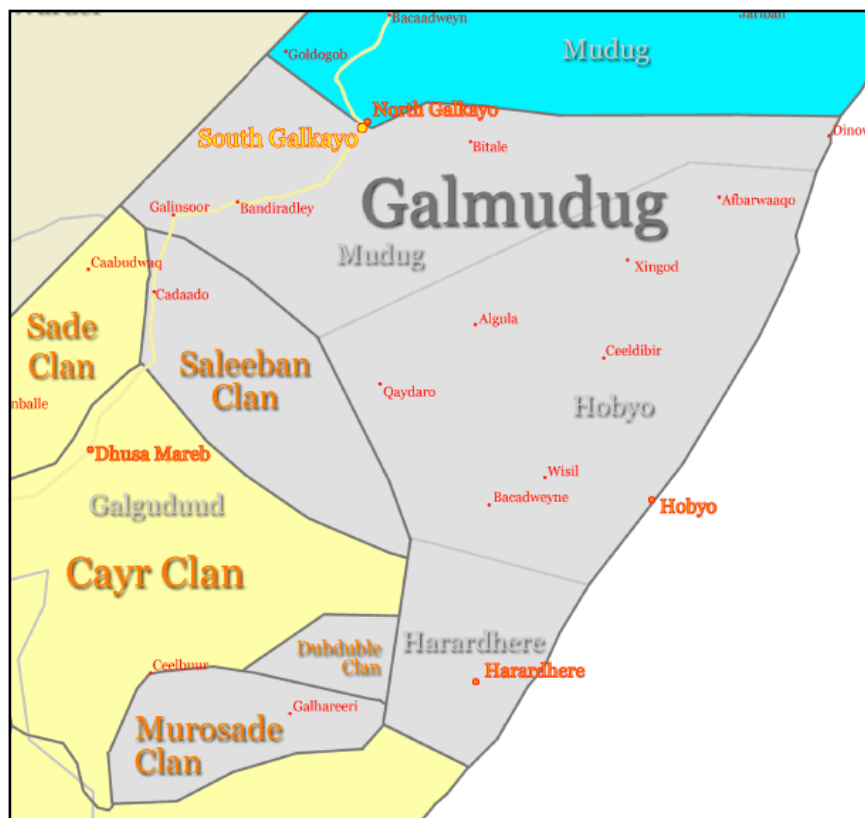 Bacaadweyn
Jariban
Goldogob
Mudug
North Galkayo
South Galkayo
Dinow
Bitale
Galmudug
Afbarwaaqo
Galinsoor
Bandiradley
Mudug
Xingod
Caabudwaq
Cadaado
Sade
Clan
Algula
Saleeban
Clan
Ceeldibir
Qaydaro
Hobyo
nballe
Dhusa Mareb
Wisil
Bacadweyne
Hobyo
Galguduud
Cayr Clan
Dubduble
Clan
Harardhere
Ceelbuur
Harardhere
Galhareeri
Murosade
Clan